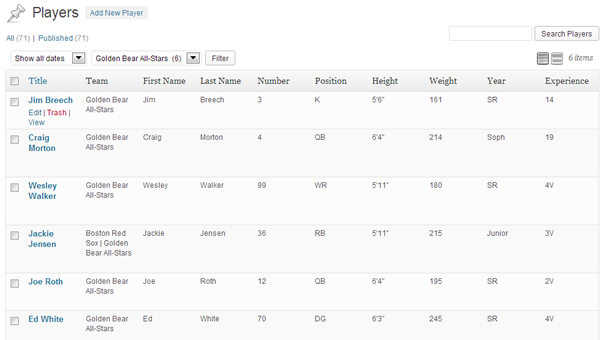 Players Add New Player
All (71) | Published (71)
Search Players
Show all dates Golden Bear All-Stars (6) Filter 6 items
Title Team First Name Last Name Number Position Height Weight Year Experience
Jim Breech Golden Bear All-Stars Jim Breech 3 K 5'6" 161 SR 14
Edit | Trash | View
Craig Morton Golden Bear All-Stars Craig Morton 4 QB 6'4" 214 Soph 19
Wesley Walker Golden Bear All-Stars Wesley Walker 99 WR 5'11" 180 SR 4V
Jackie Jensen Boston Red Sox | Golden Bear All-Stars Jackie Jensen 36 RB 5'11" 215 Junior 3V
Joe Roth Golden Bear All-Stars Joe Roth 12 QB 6'4" 195 SR 2V
Ed White Golden Bear All-Stars Ed White 70 DG 6'3" 245 SR 4V